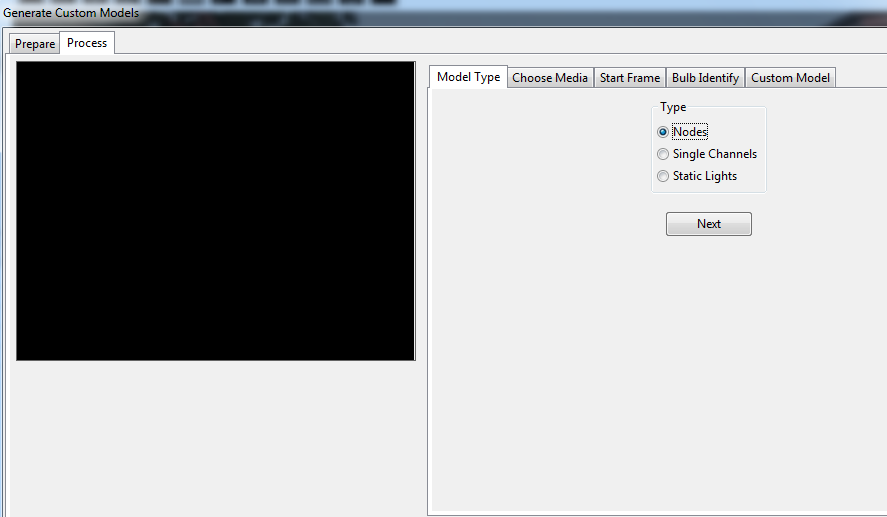 Generate Custom Models
Prepare Process
Model Type Choose Media Start Frame Bulb Identify Custom Model
Type
Nodes
Single Channels
Static Lights
Next